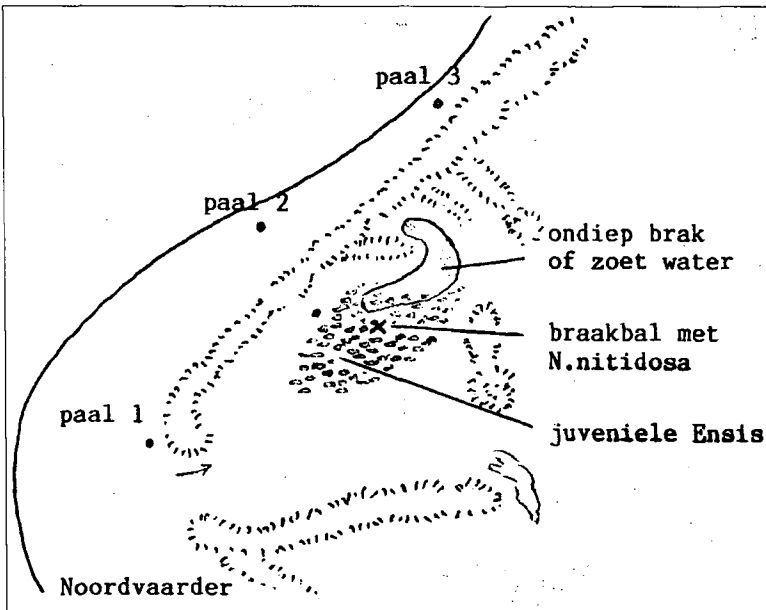 paal 3
paal 2
ondiep brak
of zoet water
braakbal met
N.nitidosa
juveniele Ensis
paal 1
Noordvaarder